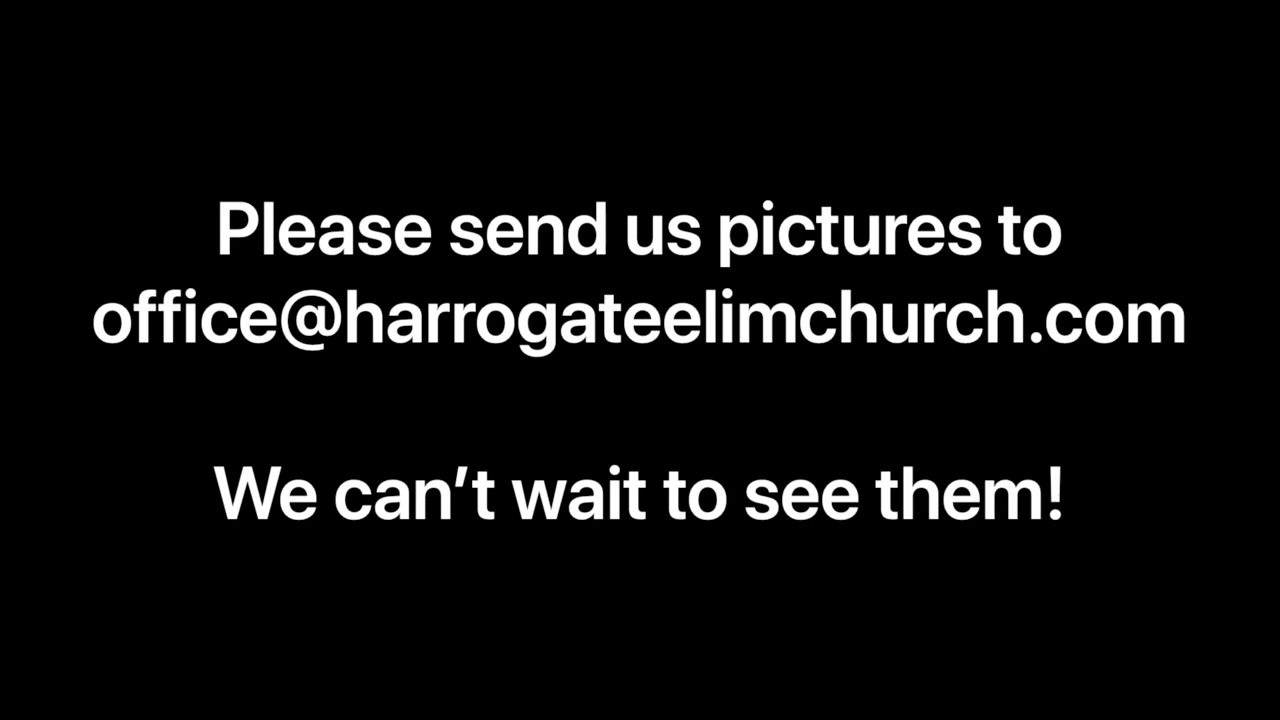 Please send us pictures to
office@harrogateelimchurch.com
We can’t wait to see them!